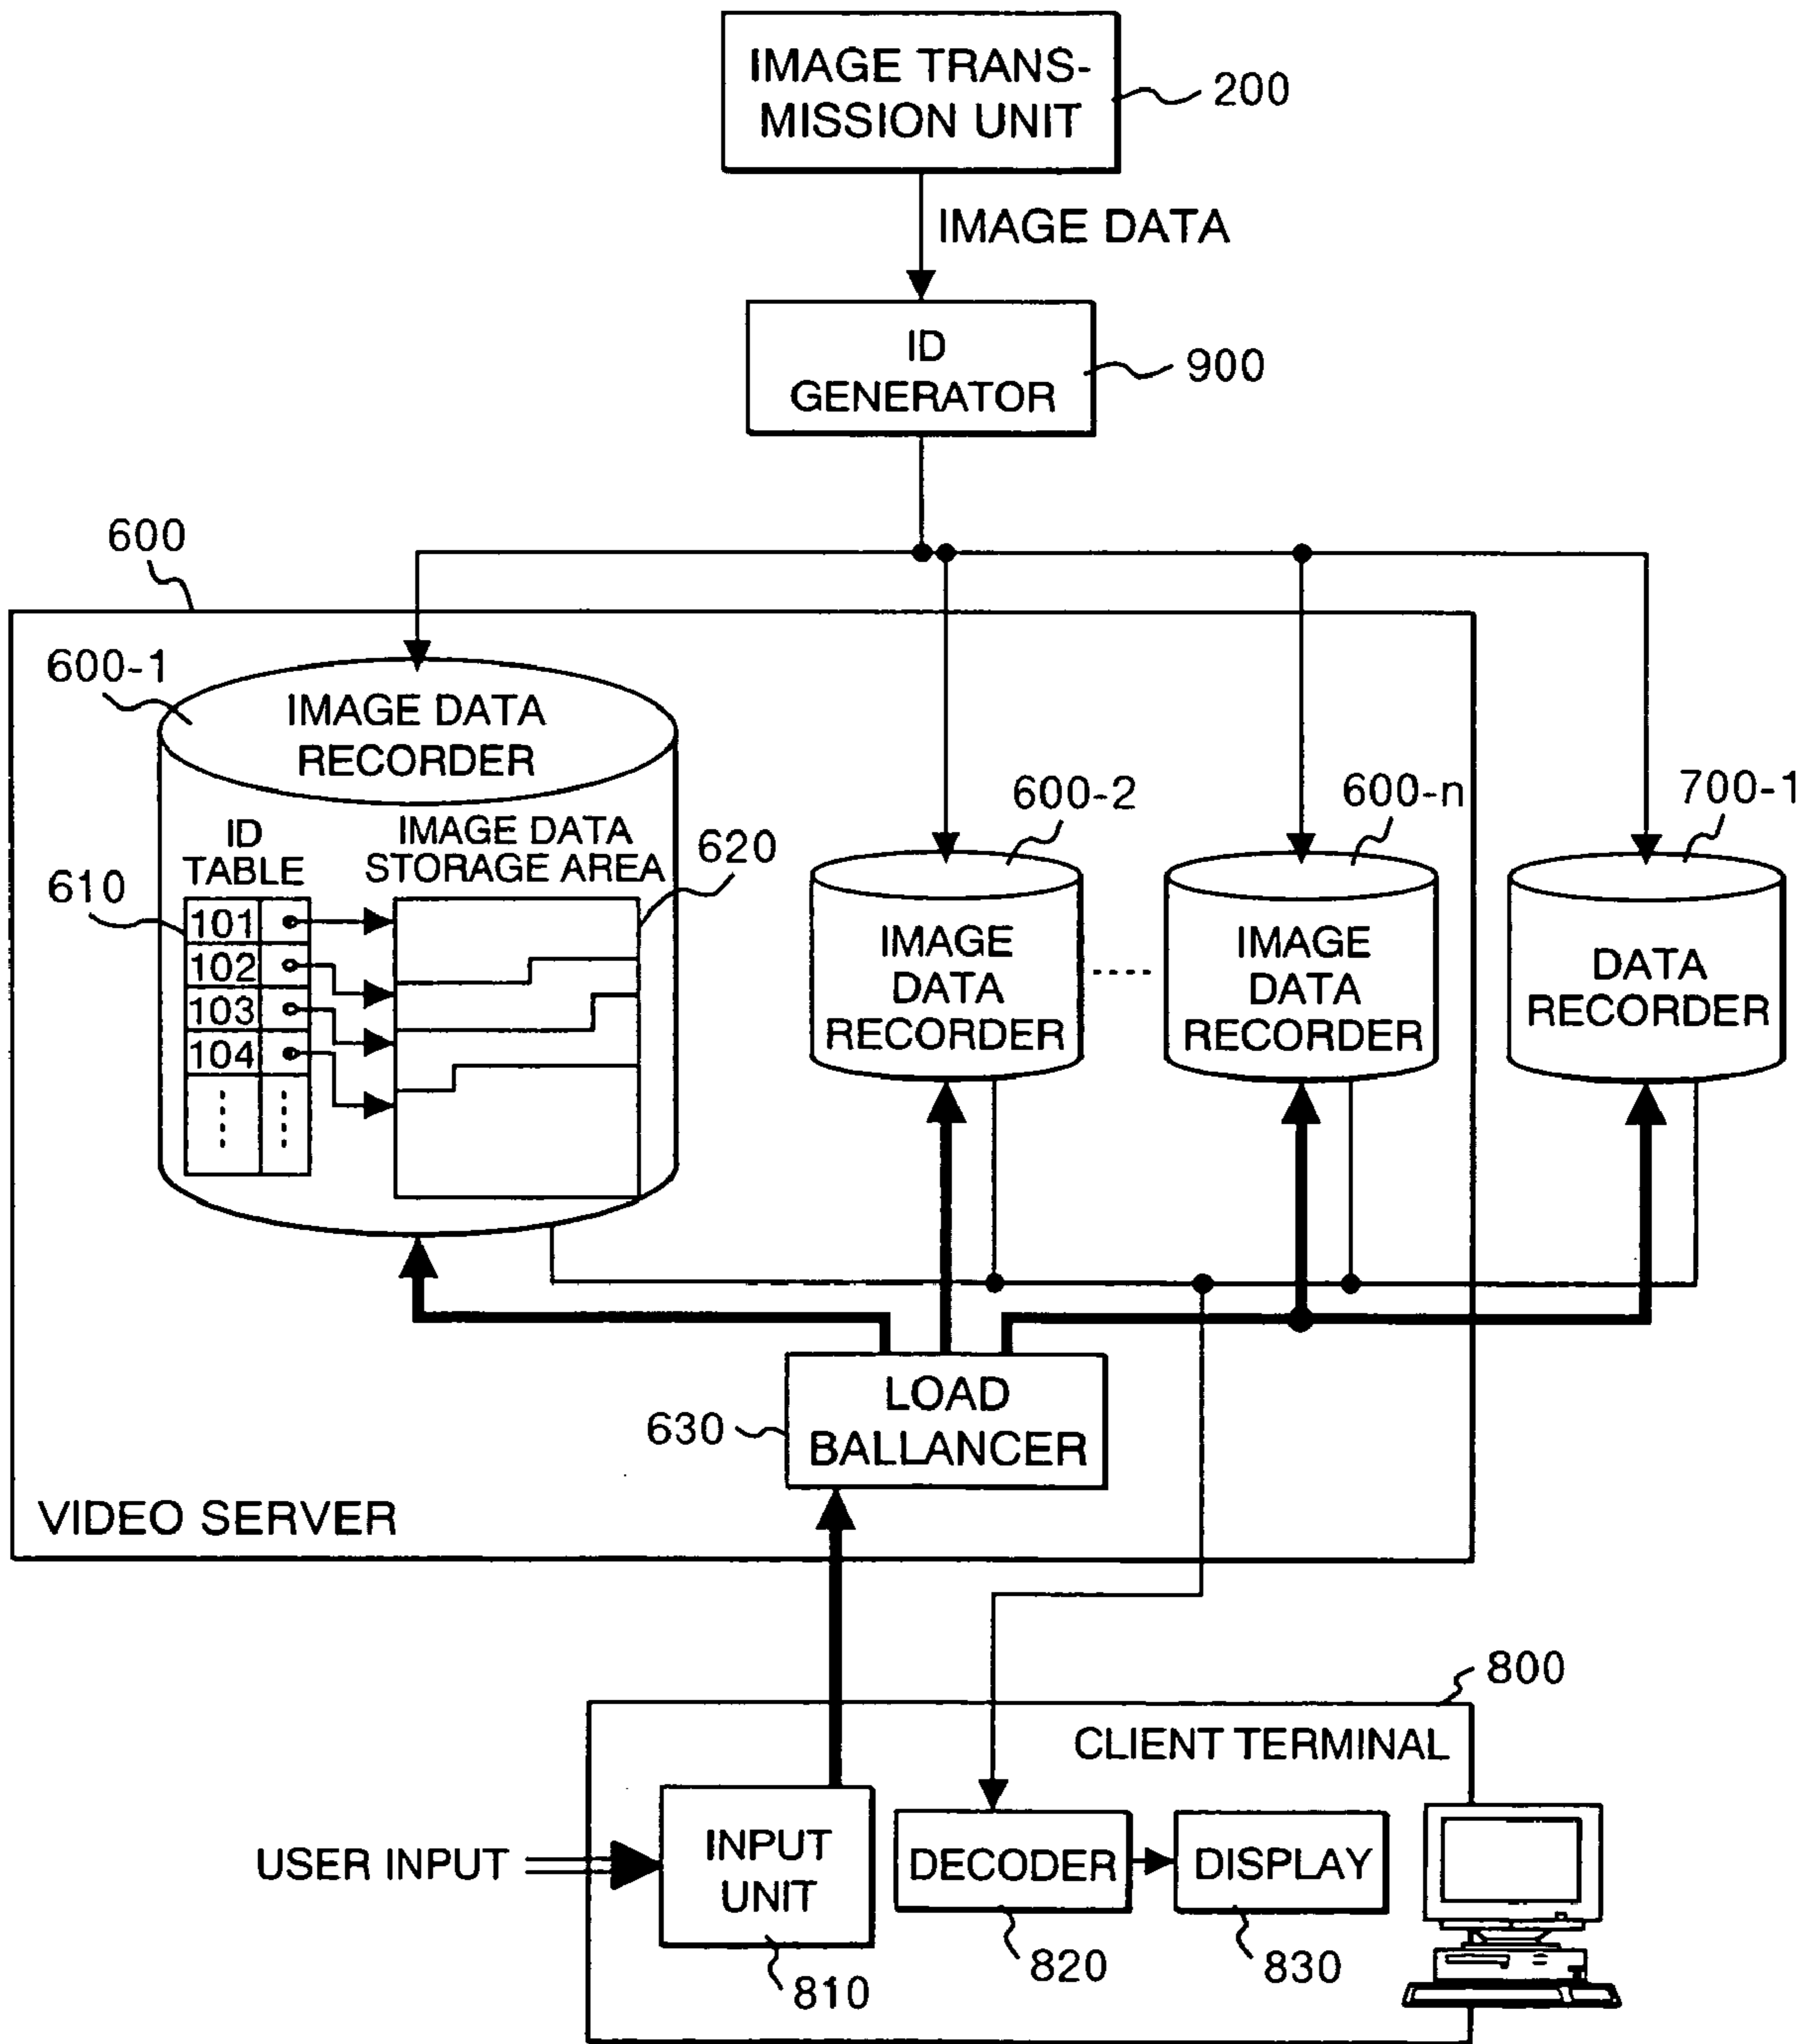 IMAGE TRANS-
MISSION UNIT
200
IMAGE DATA
ID
GENERATOR
900
600
600-1
IMAGE DATA
RECORDER
ID
TABLE
IMAGE DATA
STORAGE AREA
620
610
101
102
103
104
600-2
IMAGE
DATA
RECORDER
600-n
IMAGE
DATA
RECORDER
700-1
DATA
RECORDER
LOAD
BALLANCER
630
VIDEO SERVER
800
CLIENT TERMINAL
USER INPUT
INPUT
UNIT
810
DECODER
820
DISPLAY
830